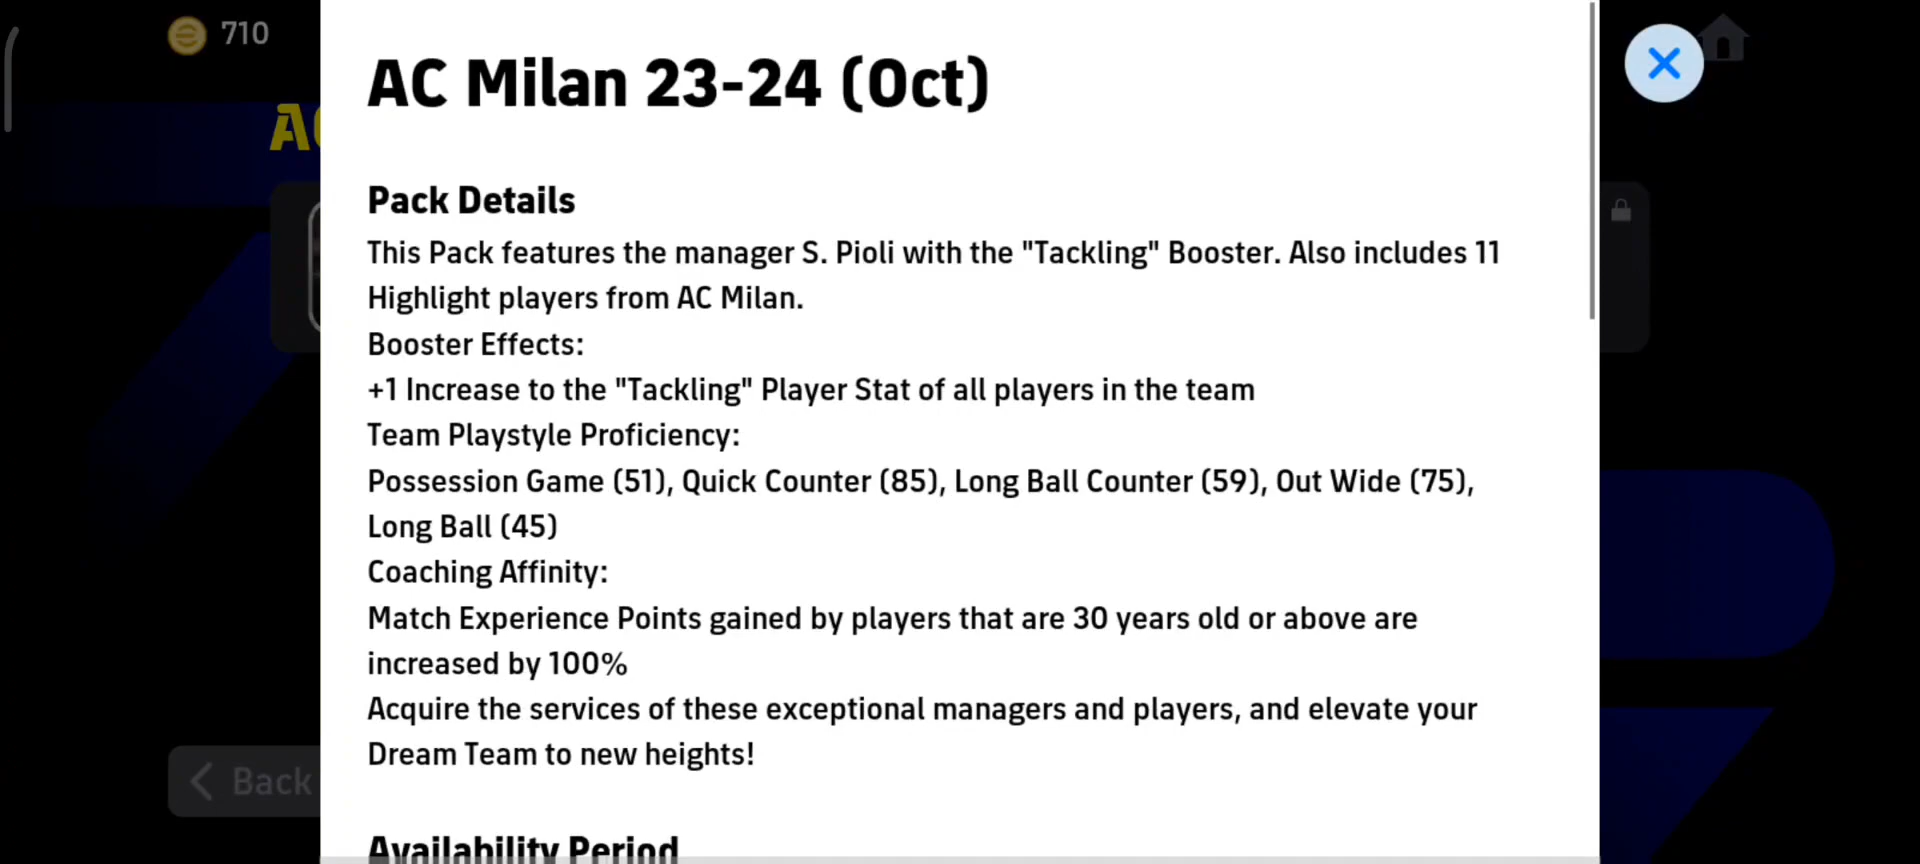 710
AC Milan 23-24 (Oct)
Pack Details
This Pack features the manager S. Pioli with the "Tackling" Booster. Also includes 11
Highlight players from AC Milan.
Booster Effects:
+1 Increase to the "Tackling" Player Stat of all players in the team
Team Playstyle Proficiency:
Possession Game (51), Quick Counter (85), Long Ball Counter (59), Out Wide (75),
Long Ball (45)
Coaching Affinity:
Match Experience Points gained by players that are 30 years old or above are
increased by 100%
Acquire the services of these exceptional managers and players, and elevate your
Dream Team to new heights!
Back
Availability Period